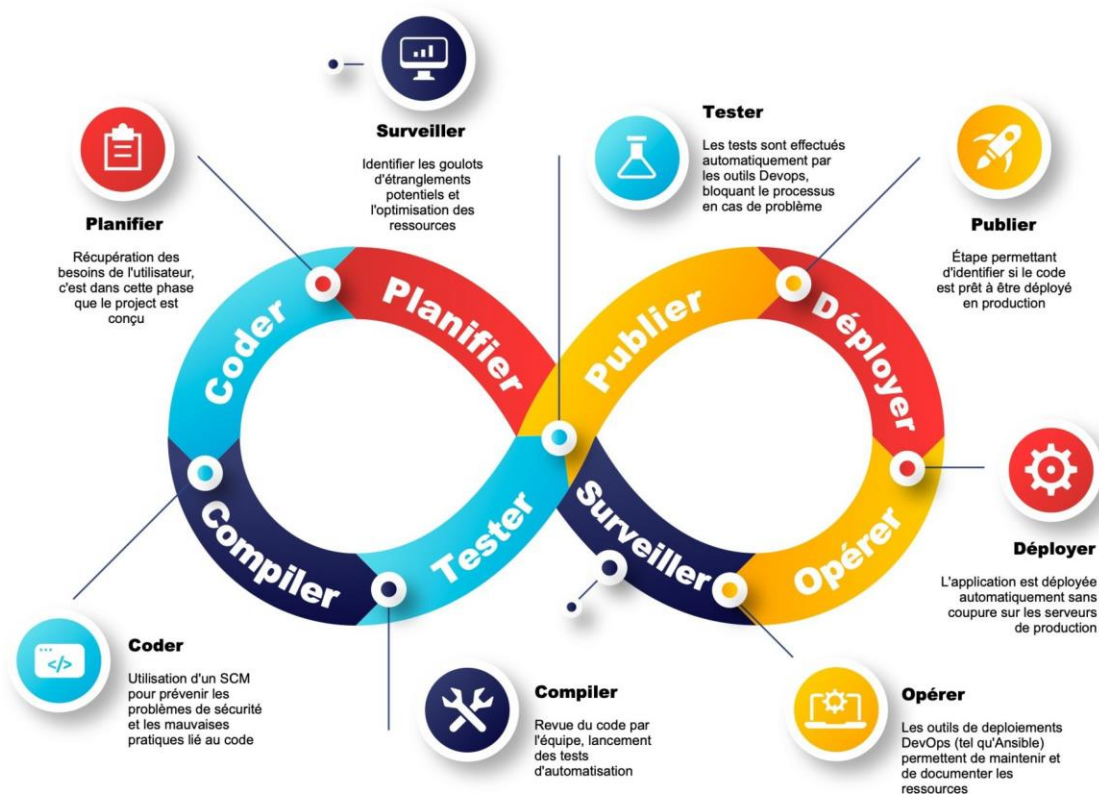 Surveiller
Identifier les goulots
d'étranglements
potentiels et
l'optimisation des
ressources
Tester
Les tests sont effectués
automatiquement par
les outils Devops,
bloquant le processus
en cas de problème
Planifier
Récupération des
besoins de l'utilisateur,
c'est dans cette phase
que le project est
conçu
Publier
Étape permettant
d'identifier si le code
est prêt à être déployé
en production
Coder
Planifier
Publier
Déployer
Compiler
Tester
Surveiller
Opérer
Déployer
L'application est déployée
automatiquement sans
coupure sur les serveurs
de production
Coder
Utilisation d'un SCM
pour prévenir les
problèmes de sécurité
et les mauvaises
pratiques lié au code
</>
Compiler
Revue du code par
l'équipe, lancement
des tests
d'automatisation
Opérer
Les outils de deploiements
DevOps (tel qu'Ansible)
permettent de maintenir et
de documenter les
ressources